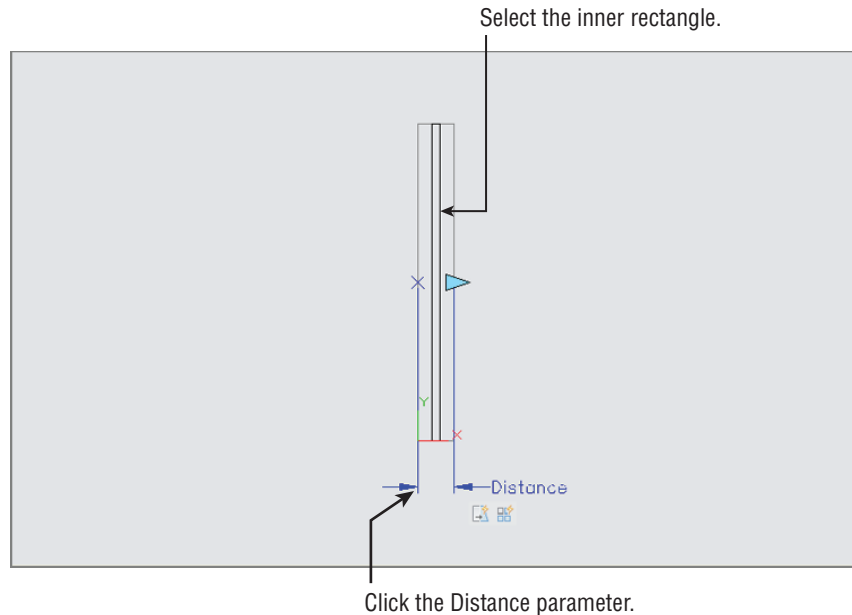 Select the inner rectangle.
Y
X
Distance
Click the Distance parameter.